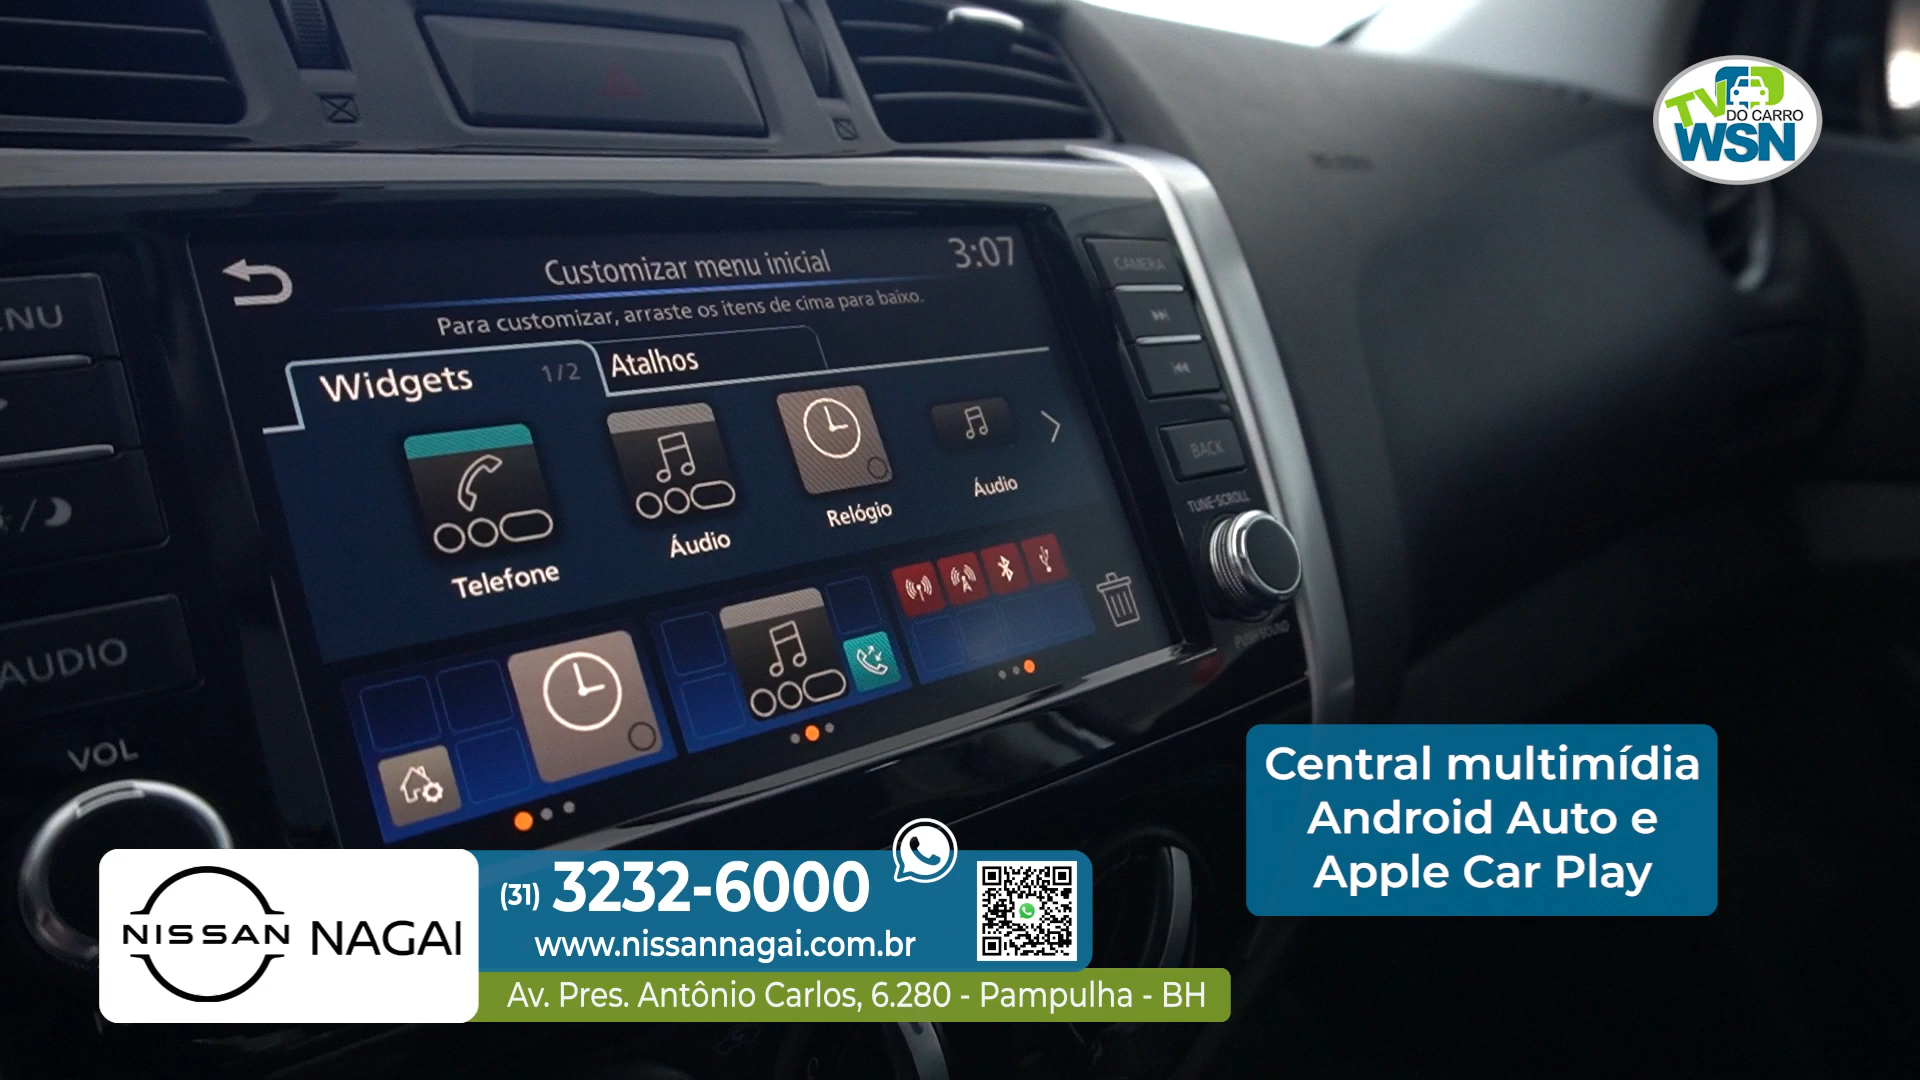 TV
DO CARRO
WSN
Customizar menu inicial
3:07
Para customizar, arraste os itens de cima para baixo.
Widgets
1/2
Atalhos
Telefone
Áudio
Relógio
Áudio
CAMERA
BACK
TUNE·SCROLL
PUSH SOUND
AUDIO
VOL
Central multimídia
Android Auto e
Apple Car Play
NISSAN NAGAI
(31) 3232-6000
www.nissannagai.com.br
Av. Pres. Antônio Carlos, 6.280 - Pampulha - BH